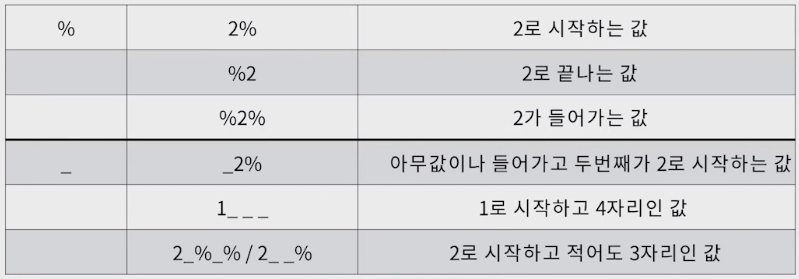 % 2% 2로 시작하는 값
%2 2로 끝나는 값
%2% 2가 들어가는 값
_ _2% 아무값이나 들어가고 두번째가 2로 시작하는 값
1_ _ _ 1로 시작하고 4자리인 값
2_%_% / 2_ _% 2로 시작하고 적어도 3자리인 값